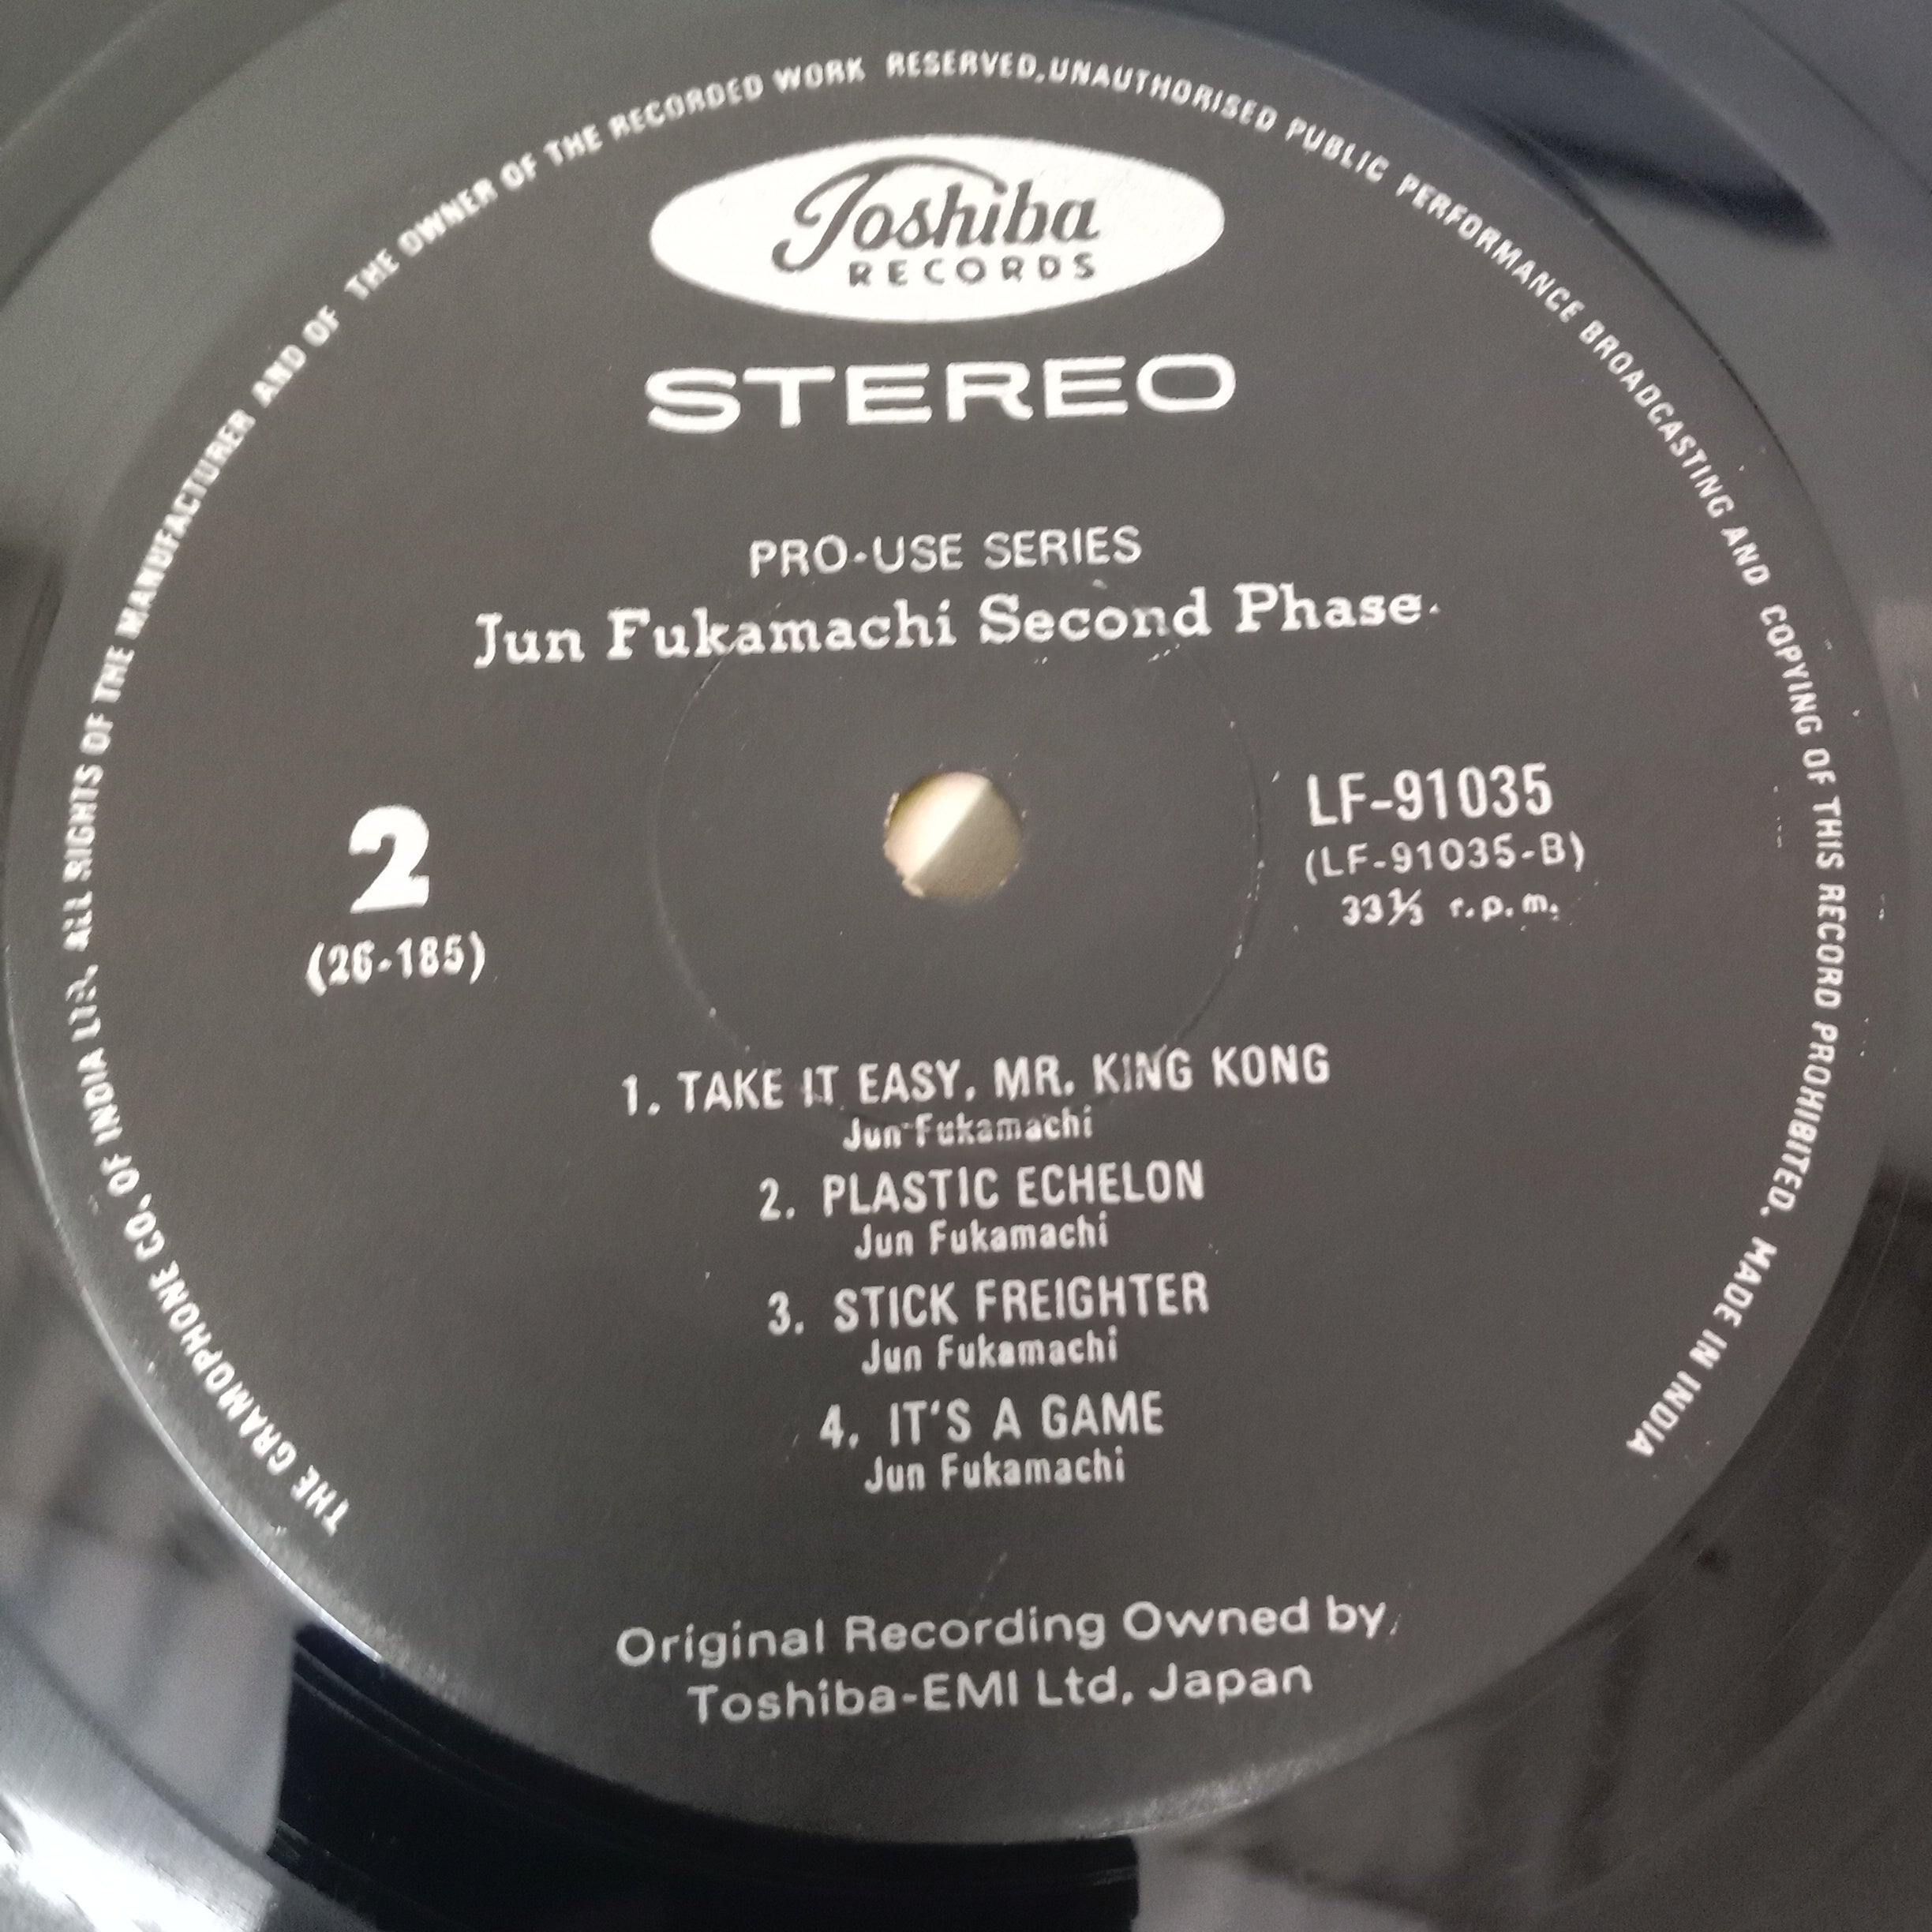 THE GRAMOPHONE CO. OF INDIA LTD. ALL RIGHTS OF THE MANUFACTURER AND OF THE OWNER OF THE RECORDED WORK RESERVED. UNAUTHORISED PUBLIC PERFORMANCE BROADCASTING AND COPYING OF THIS RECORD PROHIBITED. MADE IN INDIA
Toshiba
RECORDS
STEREO
PRO-USE SERIES
Jun Fukamachi Second Phase.
2
(26-185)
LF-91035
(LF-91035-B)
33⅓ r.p.m.
1. TAKE IT EASY, MR. KING KONG
Jun Fukamachi
2. PLASTIC ECHELON
Jun Fukamachi
3. STICK FREIGHTER
Jun Fukamachi
4. IT'S A GAME
Jun Fukamachi
Original Recording Owned by,
Toshiba-EMI Ltd, Japan